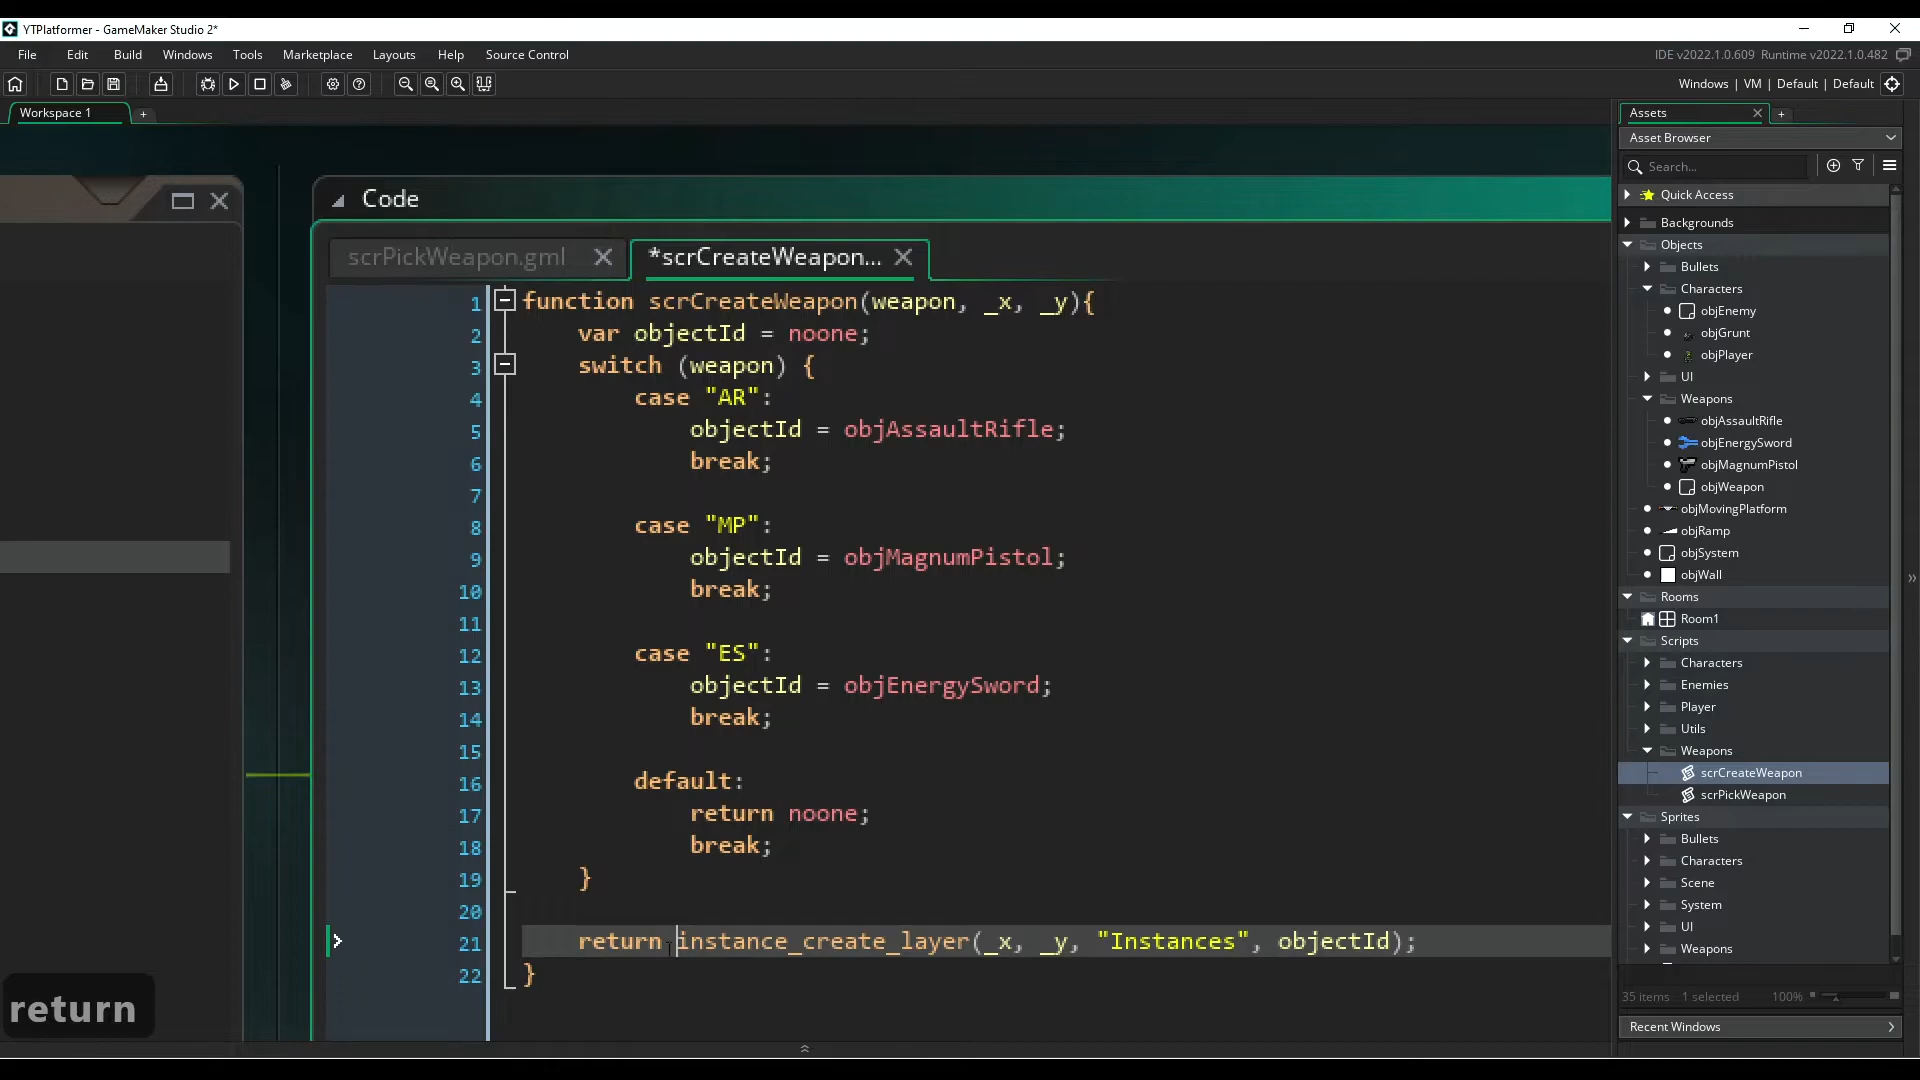 YTPlatformer - GameMaker Studio 2*
File Edit Build Windows Tools Marketplace Layouts Help Source Control
IDE v2022.1.0.609 Runtime v2022.1.0.482
Windows | VM | Default | Default
Workspace 1
+
Code
scrPickWeapon.gml
*scrCreateWeapon...
1 function scrCreateWeapon(weapon, _x, _y){
2 var objectId = noone;
3 switch (weapon) {
4 case "AR":
5 objectId = objAssaultRifle;
6 break;
7
8 case "MP":
9 objectId = objMagnumPistol;
10 break;
11
12 case "ES":
13 objectId = objEnergySword;
14 break;
15
16 default:
17 return noone;
18 break;
19 }
20
21 return instance_create_layer(_x, _y, "Instances", objectId);
22 }
return
Assets
+
Asset Browser
Search...
Quick Access
Backgrounds
Objects
Bullets
Characters
objEnemy
objGrunt
objPlayer
UI
Weapons
objAssaultRifle
objEnergySword
objMagnumPistol
objWeapon
objMovingPlatform
objRamp
objSystem
objWall
Rooms
Room1
Scripts
Characters
Enemies
Player
Utils
Weapons
scrCreateWeapon
scrPickWeapon
Sprites
Bullets
Characters
Scene
System
UI
Weapons
35 items 1 selected 100%
Recent Windows